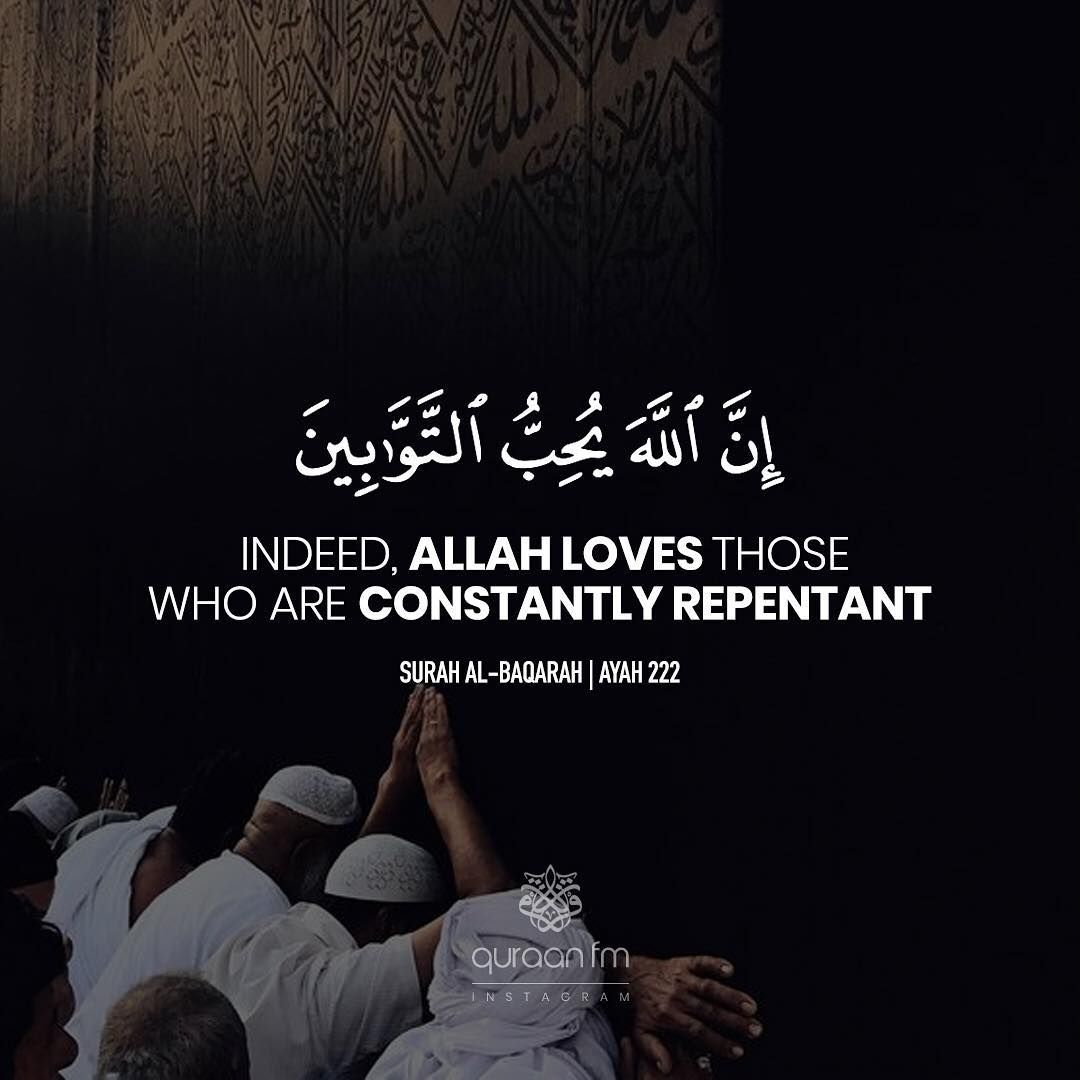 إِنَّ ٱللَّهَ يُحِبُّ ٱلتَّوَّٰبِينَ
INDEED, ALLAH LOVES THOSE
WHO ARE CONSTANTLY REPENTANT
SURAH AL-BAQARAH | AYAH 222
quraan fm
INSTAGRAM